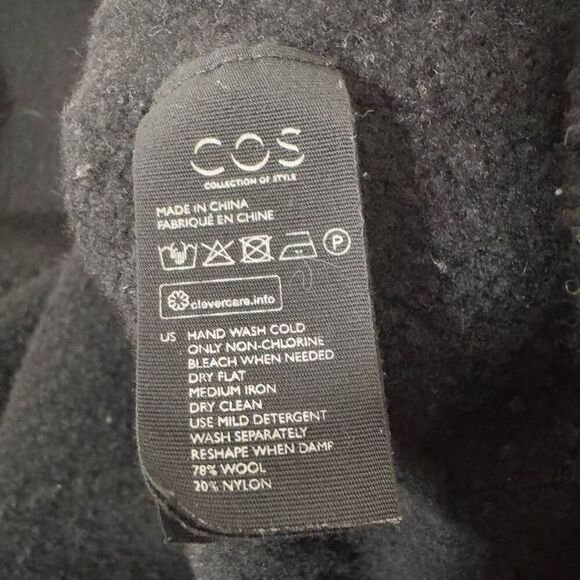 COS
COLLECTION OF STYLE
MADE IN CHINA
FABRIQUÉ EN CHINE
P
clevercare.info
US HAND WASH COLD
ONLY NON-CHLORINE
BLEACH WHEN NEEDED
DRY FLAT
MEDIUM IRON
DRY CLEAN
USE MILD DETERGENT
WASH SEPARATELY
RESHAPE WHEN DAMP
78% WOOL
20% NYLON